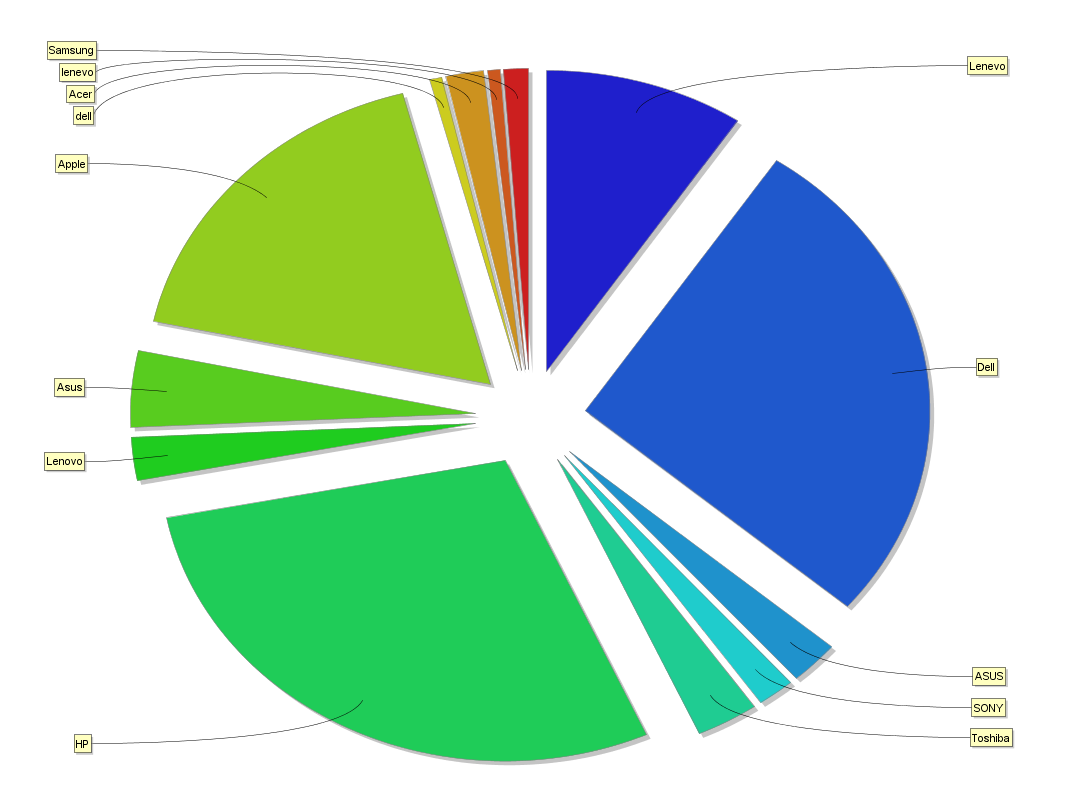 Samsung
lenevo
Acer
dell
Apple
Asus
Lenovo
HP
Lenevo
Dell
ASUS
SONY
Toshiba